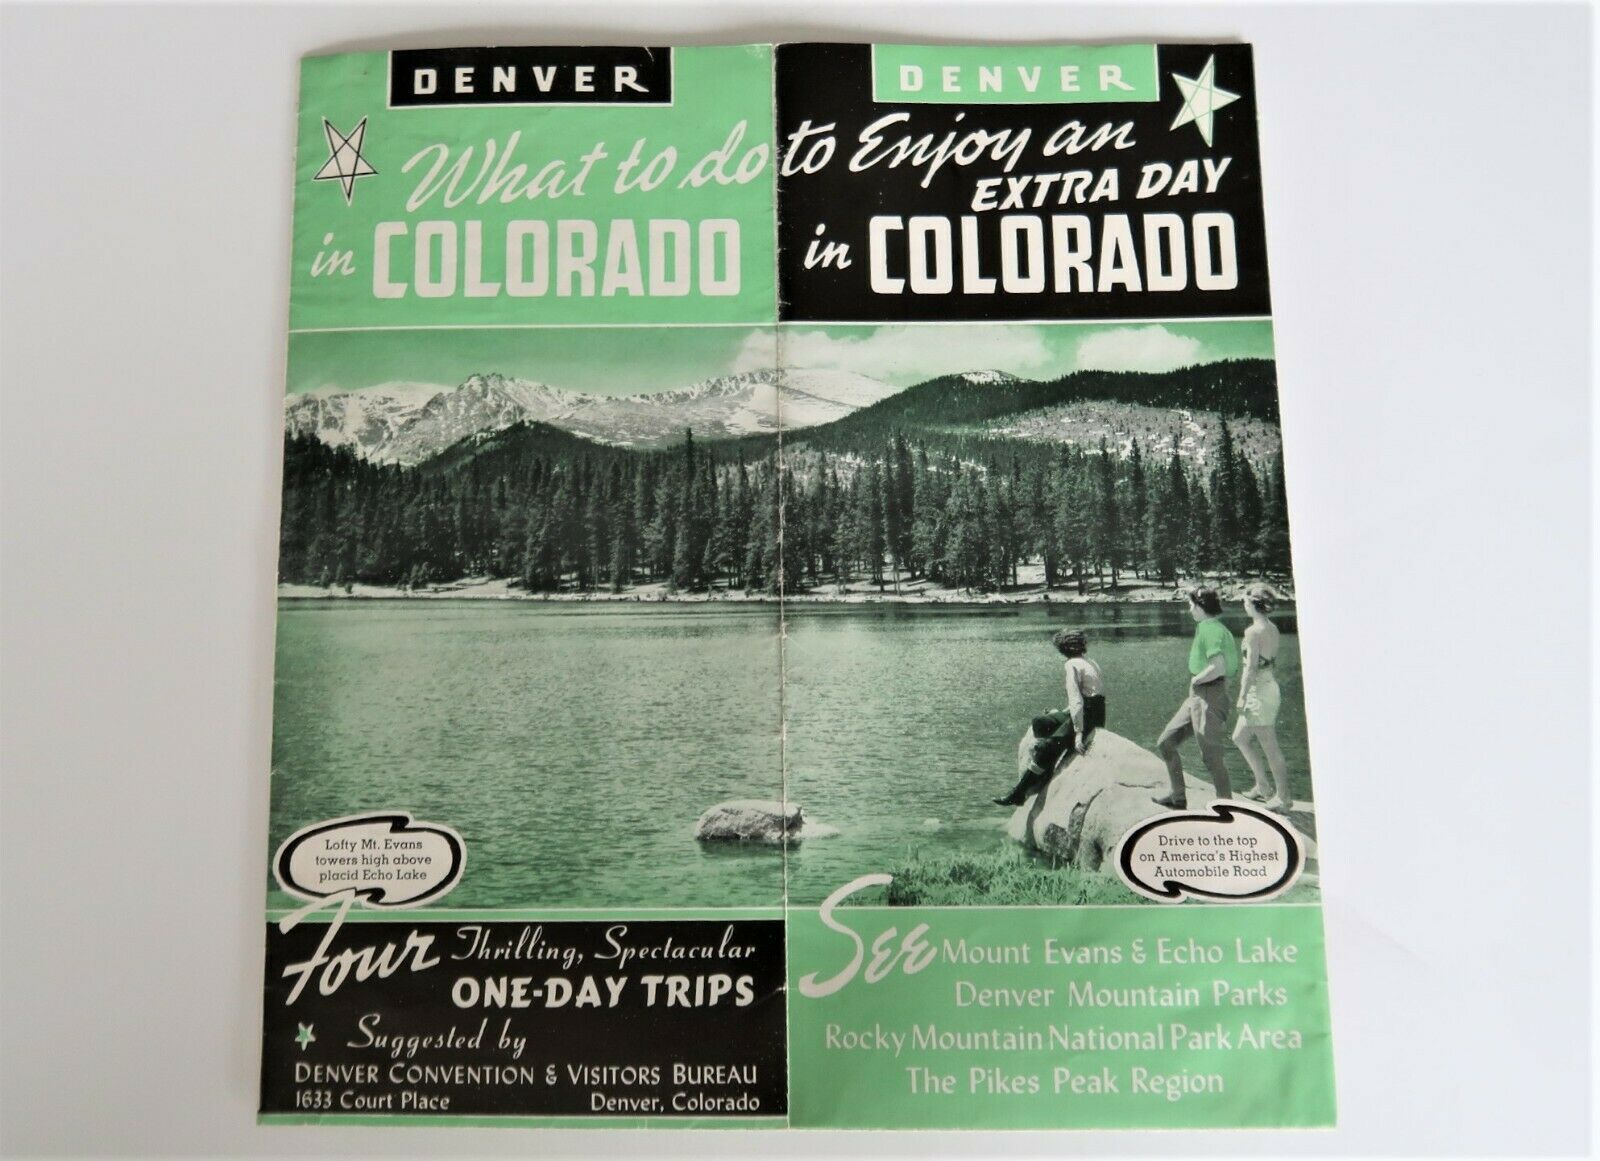 DENVER
What to do
in COLORADO
Lofty Mt. Evans
towers high above
placid Echo Lake
Four Thrilling, Spectacular
ONE-DAY TRIPS
Suggested by
DENVER CONVENTION & VISITORS BUREAU
1633 Court Place Denver, Colorado
DENVER
to Enjoy an
EXTRA DAY
in COLORADO
Drive to the top
on America's Highest
Automobile Road
SEE Mount Evans & Echo Lake
Denver Mountain Parks
Rocky Mountain National Park Area
The Pikes Peak Region